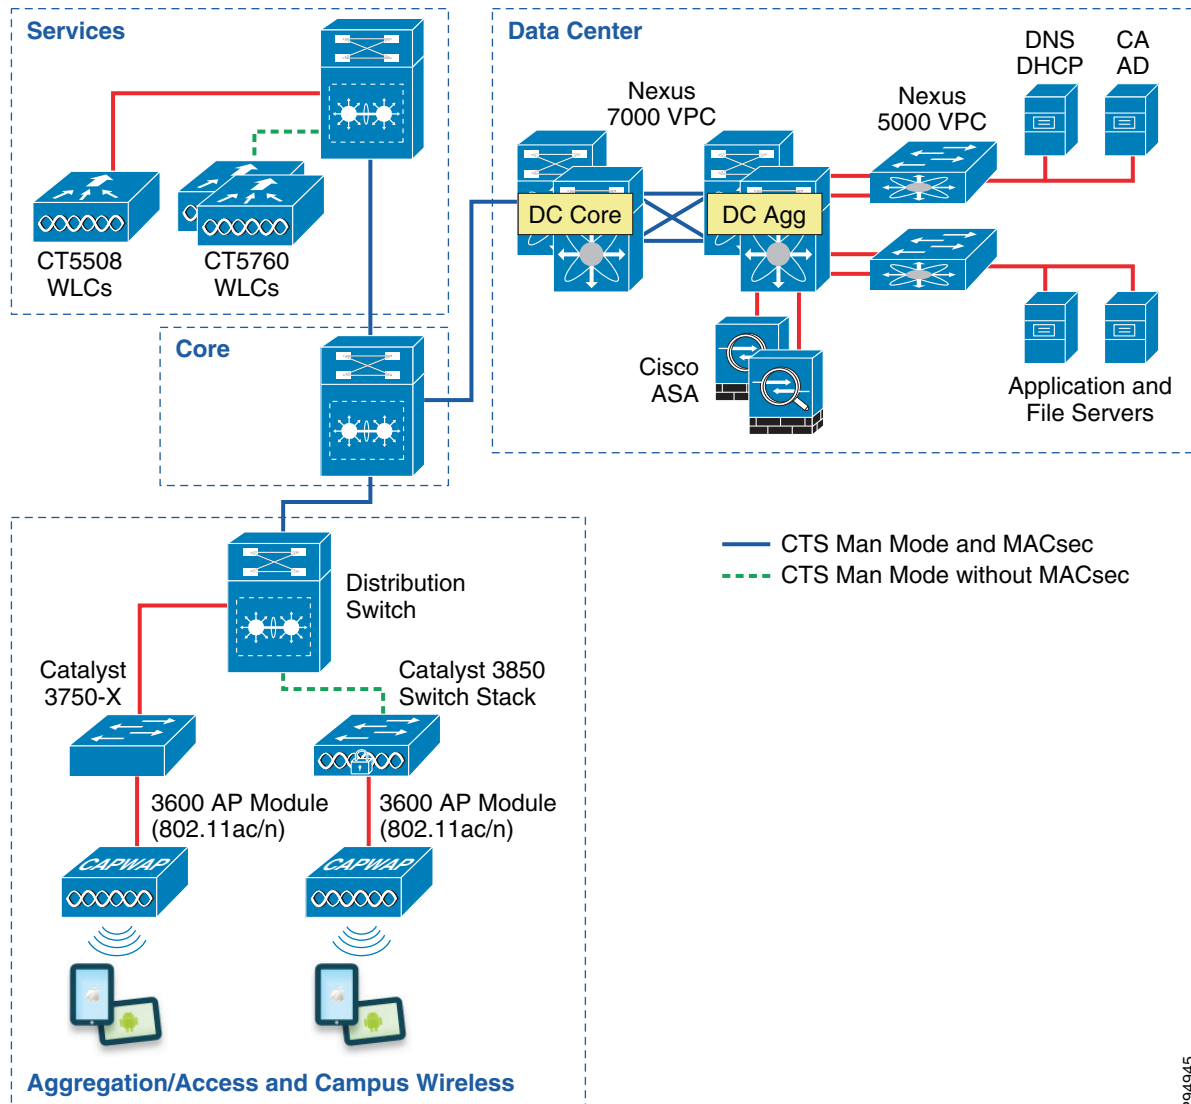 Services
Data Center
DNS
DHCP
CA
AD
Nexus
7000 VPC
Nexus
5000 VPC
DC Core
DC Agg
CT5508
WLCs
CT5760
WLCs
Core
Cisco
ASA
Application and
File Servers
CTS Man Mode and MACsec
CTS Man Mode without MACsec
Distribution
Switch
Catalyst
3750-X
Catalyst 3850
Switch Stack
3600 AP Module
(802.11ac/n)
3600 AP Module
(802.11ac/n)
CAPWAP
CAPWAP
Aggregation/Access and Campus Wireless